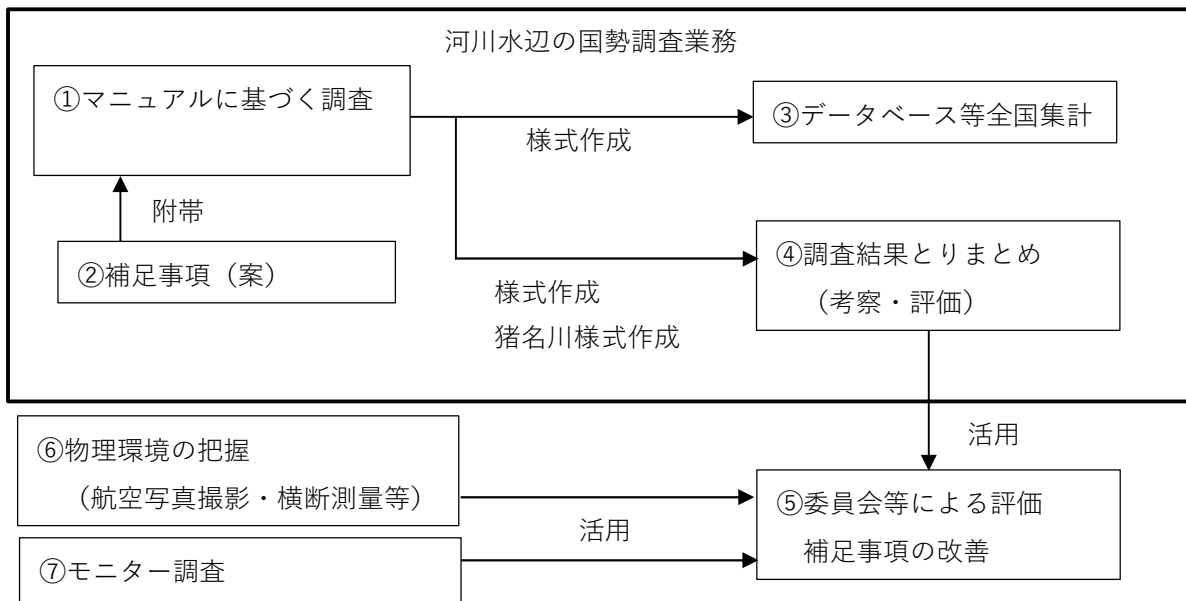 河川水辺の国勢調査業務
①マニュアルに基づく調査
③データベース等全国集計
様式作成
附帯
②補足事項（案）
④調査結果とりまとめ
（考察・評価）
様式作成
猪名川様式作成
活用
⑥物理環境の把握
（航空写真撮影・横断測量等）
⑤委員会等による評価
補足事項の改善
活用
⑦モニター調査